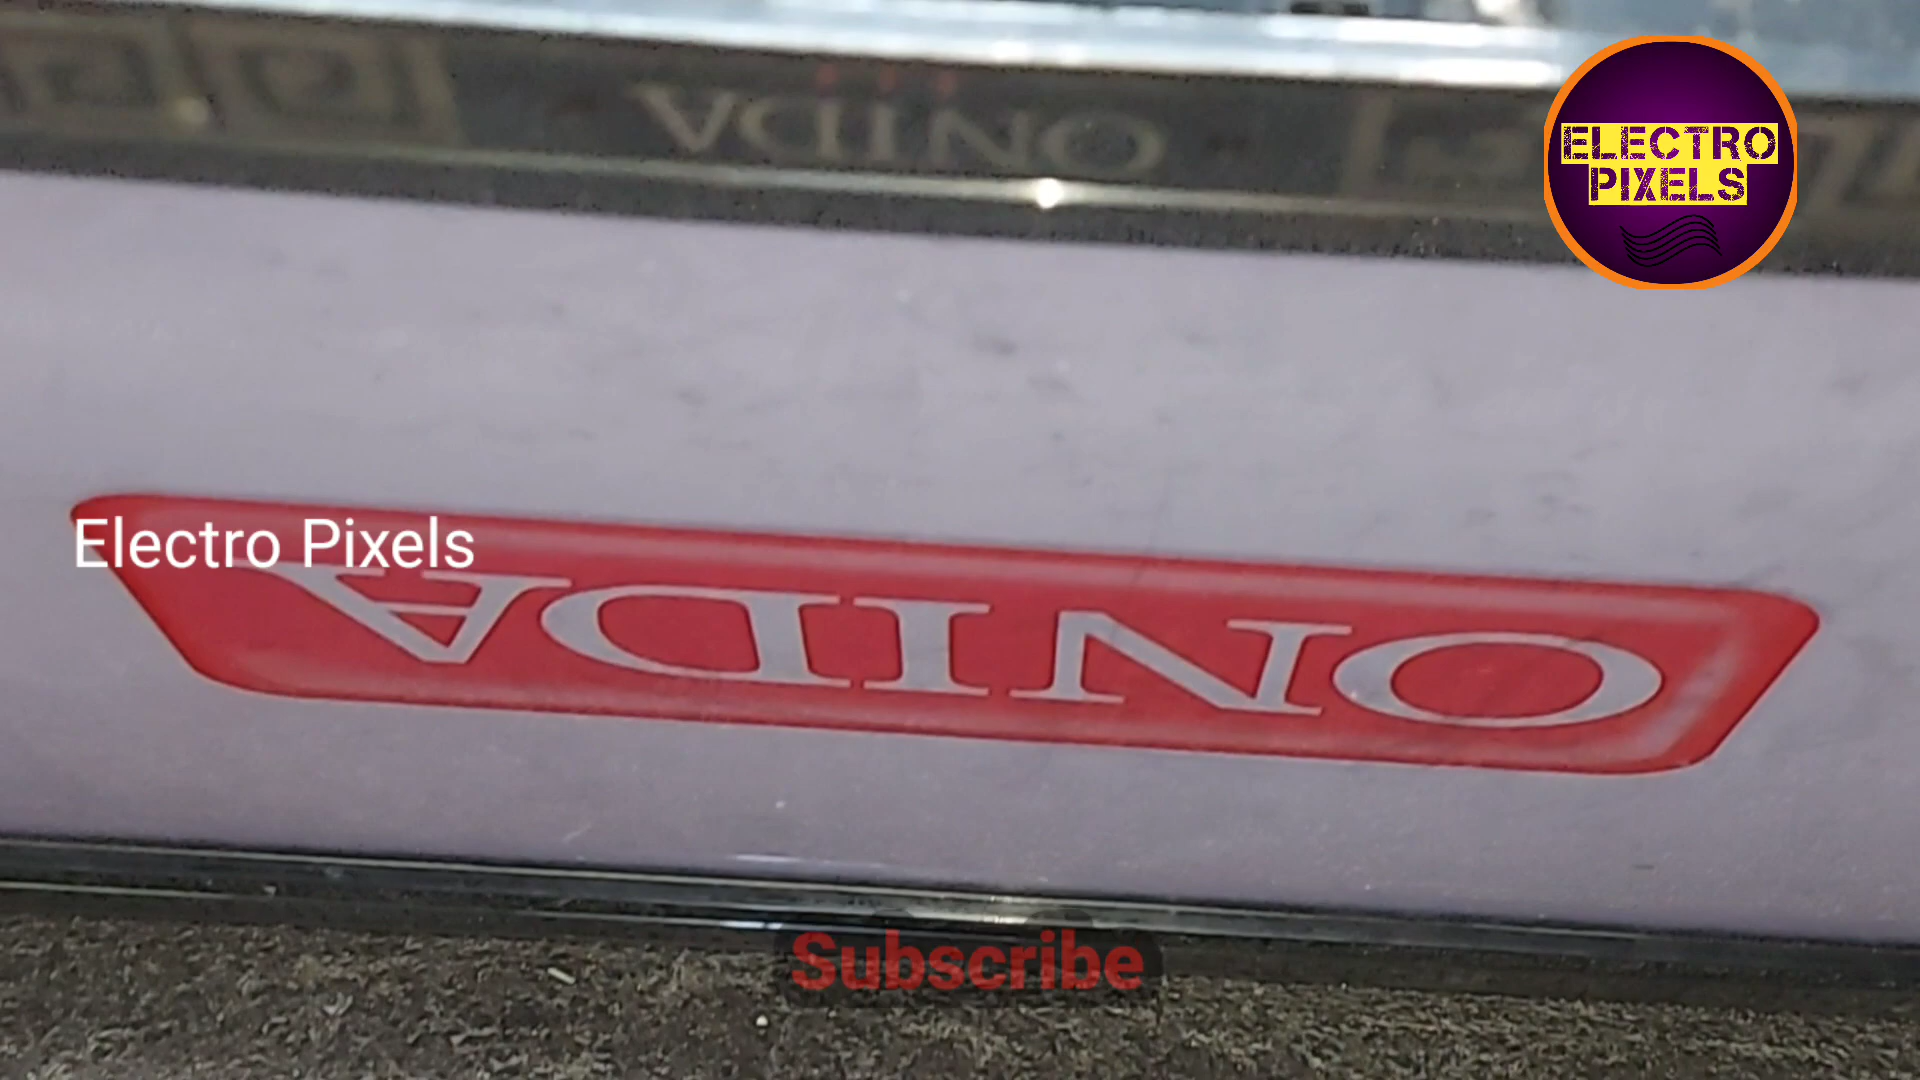 ONIDA
ELECTRO
PIXELS
Electro Pixels
ONIDA
Subscribe